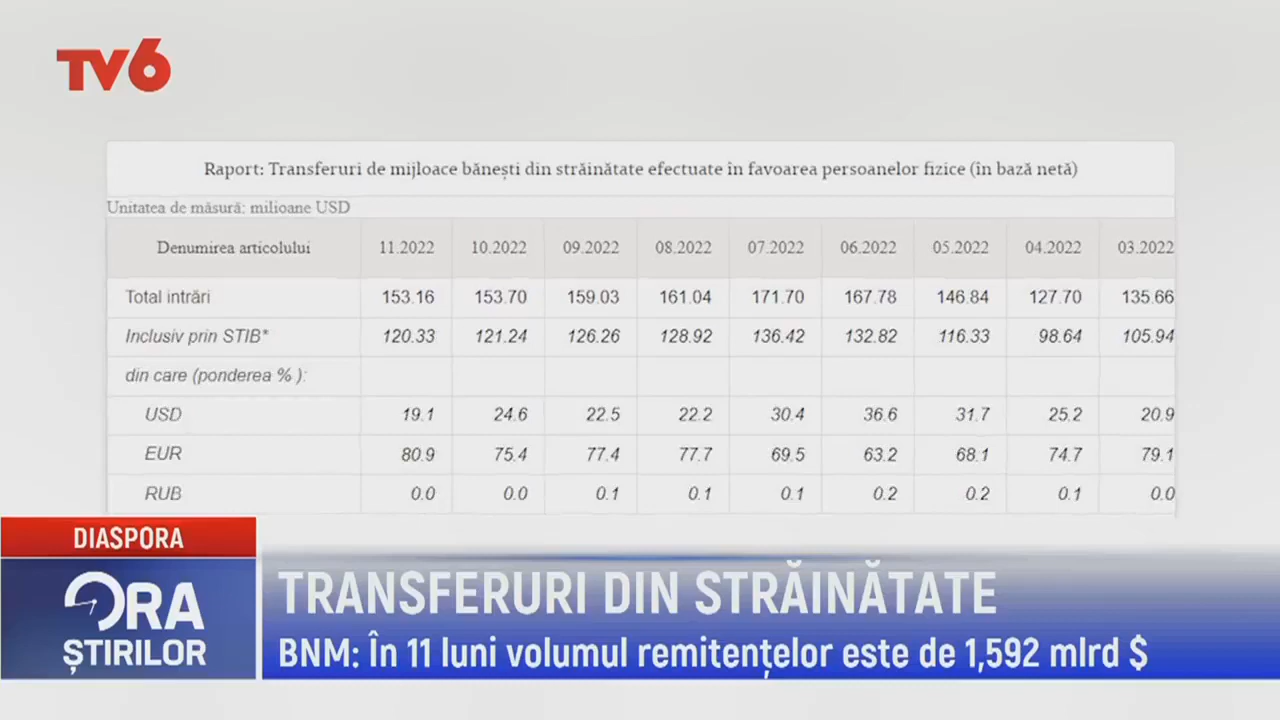 TV6
Raport: Transferuri de mijloace bănești din străinătate efectuate în favoarea persoanelor fizice (în bază netă)
Unitatea de măsură: milioane USD
Denumirea articolului 11.2022 10.2022 09.2022 08.2022 07.2022 06.2022 05.2022 04.2022 03.2022
Total intrări 153.16 153.70 159.03 161.04 171.70 167.78 146.84 127.70 135.66
Inclusiv prin STIB* 120.33 121.24 126.26 128.92 136.42 132.82 116.33 98.64 105.94
din care (ponderea % ):
USD 19.1 24.6 22.5 22.2 30.4 36.6 31.7 25.2 20.9
EUR 80.9 75.4 77.4 77.7 69.5 63.2 68.1 74.7 79.1
RUB 0.0 0.0 0.1 0.1 0.1 0.2 0.2 0.1 0.0
DIASPORA
ORA
ȘTIRILOR
TRANSFERURI DIN STRĂINĂTATE
BNM: În 11 luni volumul remitențelor este de 1,592 mlrd $